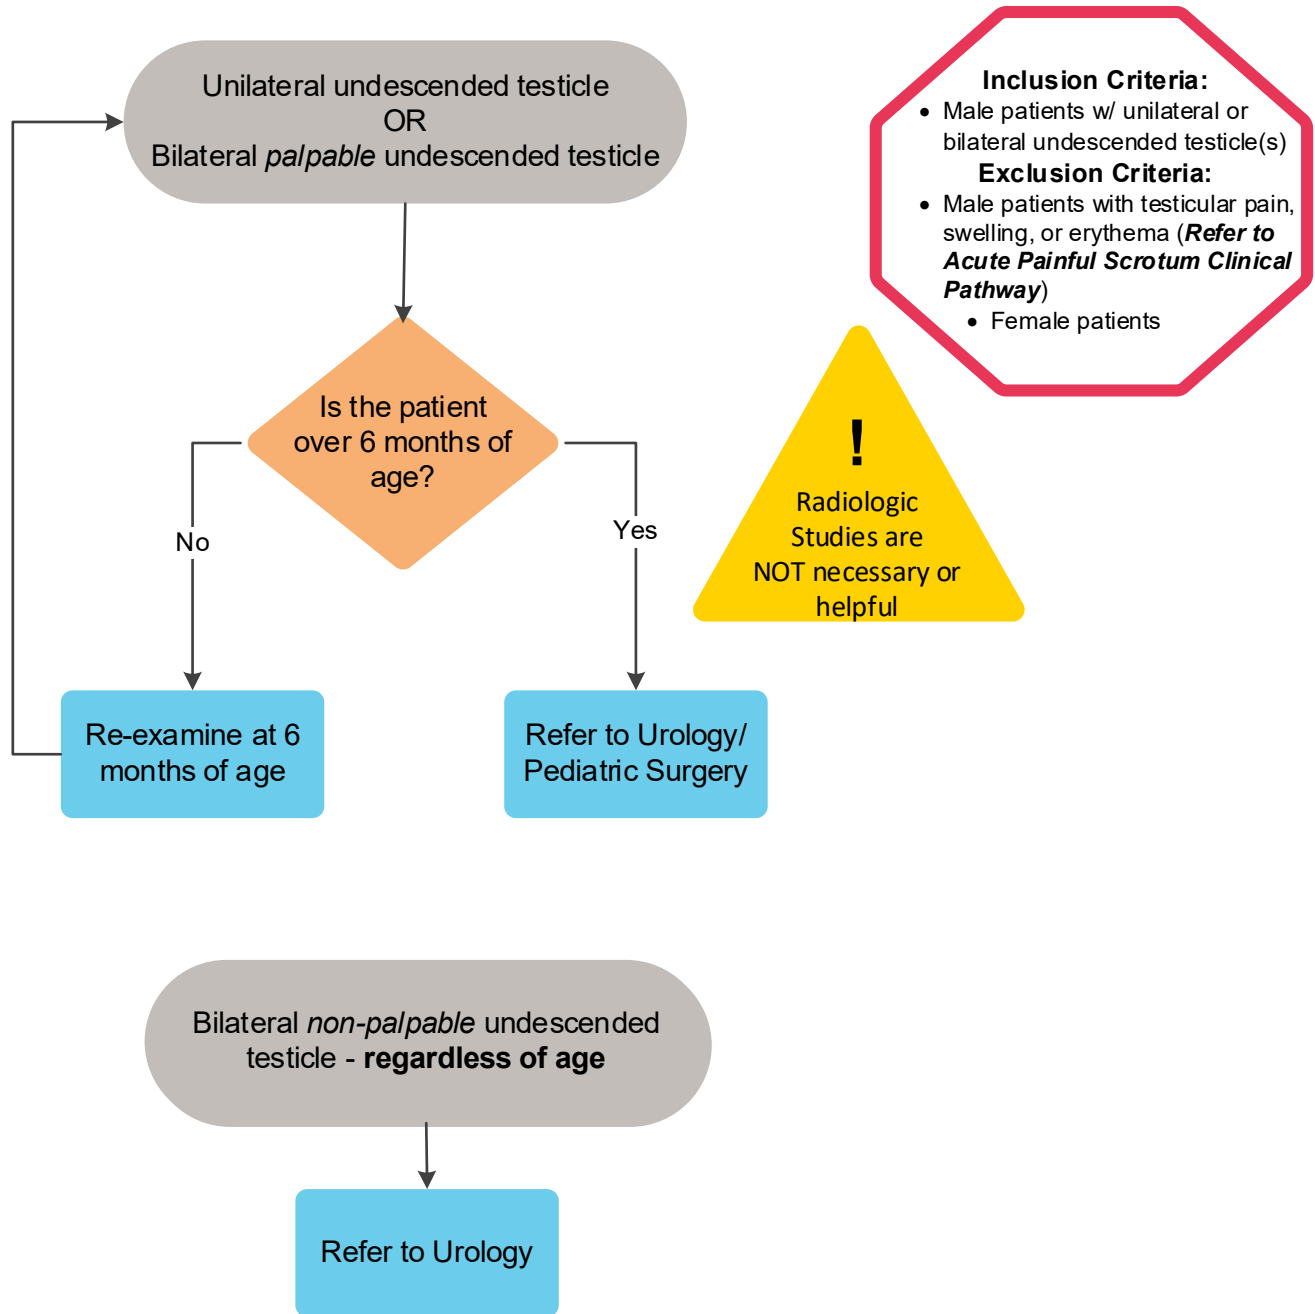 Unilateral undescended testicle
OR
Bilateral palpable undescended testicle
Inclusion Criteria:
• Male patients w/ unilateral or
bilateral undescended testicle(s)
Exclusion Criteria:
• Male patients with testicular pain,
swelling, or erythema (Refer to
Acute Painful Scrotum Clinical
Pathway)
• Female patients
Is the patient
over 6 months of
age?
!
Radiologic
Studies are
NOT necessary or
helpful
No
Yes
Re-examine at 6
months of age
Refer to Urology/
Pediatric Surgery
Bilateral non-palpable undescended
testicle - regardless of age
Refer to Urology